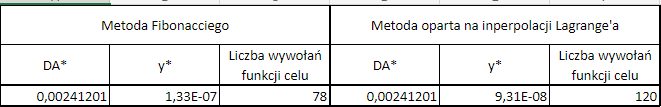 Metoda Fibonacciego Metoda oparta na inperpolacji Lagrange'a
DA* y* Liczba wywołań funkcji celu DA* y* Liczba wywołań funkcji celu
0,00241201 1,33E-07 78 0,00241201 9,31E-08 120